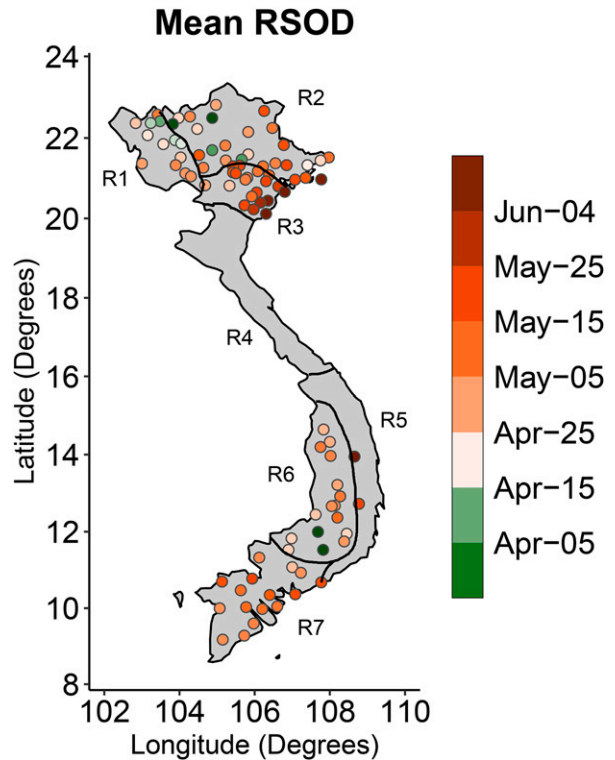 Mean RSOD
24
22
20
18
16
14
12
10
8
Latitude (Degrees)
R2
R1
R3
R4
R5
R6
R7
102
104
106
108
110
Longitude (Degrees)
Jun−04
May−25
May−15
May−05
Apr−25
Apr−15
Apr−05